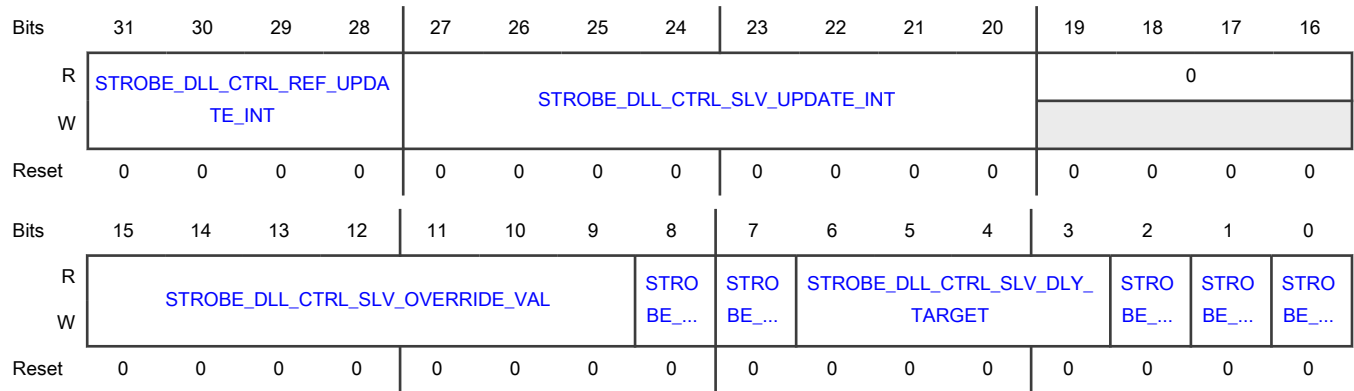 Bits 31 30 29 28 27 26 25 24 23 22 21 20 19 18 17 16
R STROBE_DLL_CTRL_REF_UPDA STROBE_DLL_CTRL_SLV_UPDATE_INT 0
W TE_INT
Reset 0 0 0 0 0 0 0 0 0 0 0 0 0 0 0 0
Bits 15 14 13 12 11 10 9 8 7 6 5 4 3 2 1 0
R STROBE_DLL_CTRL_SLV_OVERRIDE_VAL STRO STRO STROBE_DLL_CTRL_SLV_DLY_ STRO STRO STRO
W BE_... BE_... TARGET BE_... BE_... BE_...
Reset 0 0 0 0 0 0 0 0 0 0 0 0 0 0 0 0